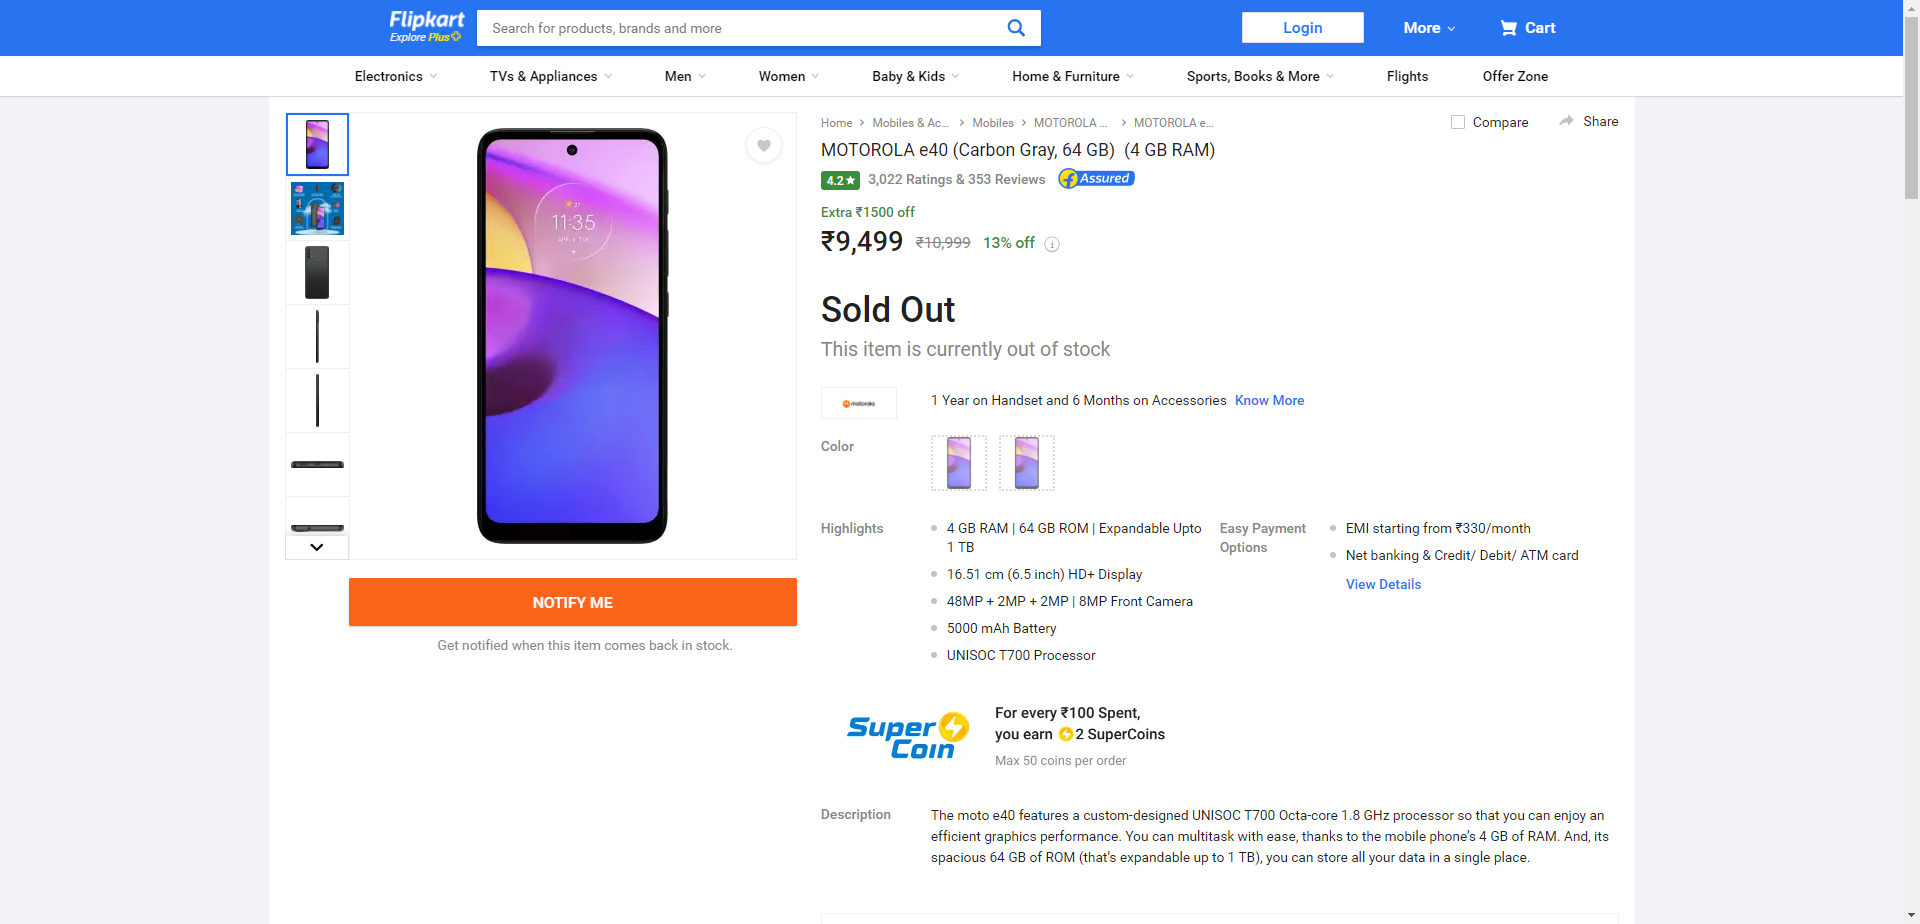 Flipkart
Explore Plus
Search for products, brands and more
Login
More
Cart
Electronics
TVs & Appliances
Men
Women
Baby & Kids
Home & Furniture
Sports, Books & More
Flights
Offer Zone
Home
Mobiles & Ac...
Mobiles
MOTOROLA ...
MOTOROLA e...
Compare
Share
11:35
MOTOROLA e40 (Carbon Gray, 64 GB) (4 GB RAM)
4.2★ 3,022 Ratings & 353 Reviews Assured
Extra ₹1500 off
₹9,499 ₹10,999 13% off
Sold Out
This item is currently out of stock
motorola
1 Year on Handset and 6 Months on Accessories Know More
Color
Highlights
4 GB RAM | 64 GB ROM | Expandable Upto
1 TB
16.51 cm (6.5 inch) HD+ Display
48MP + 2MP + 2MP | 8MP Front Camera
5000 mAh Battery
UNISOC T700 Processor
Easy Payment
Options
EMI starting from ₹330/month
Net banking & Credit/ Debit/ ATM card
View Details
NOTIFY ME
Get notified when this item comes back in stock.
Super
Coin
For every ₹100 Spent,
you earn 2 SuperCoins
Max 50 coins per order
Description
The moto e40 features a custom-designed UNISOC T700 Octa-core 1.8 GHz processor so that you can enjoy an
efficient graphics performance. You can multitask with ease, thanks to the mobile phone’s 4 GB of RAM. And, its
spacious 64 GB of ROM (that’s expandable up to 1 TB), you can store all your data in a single place.